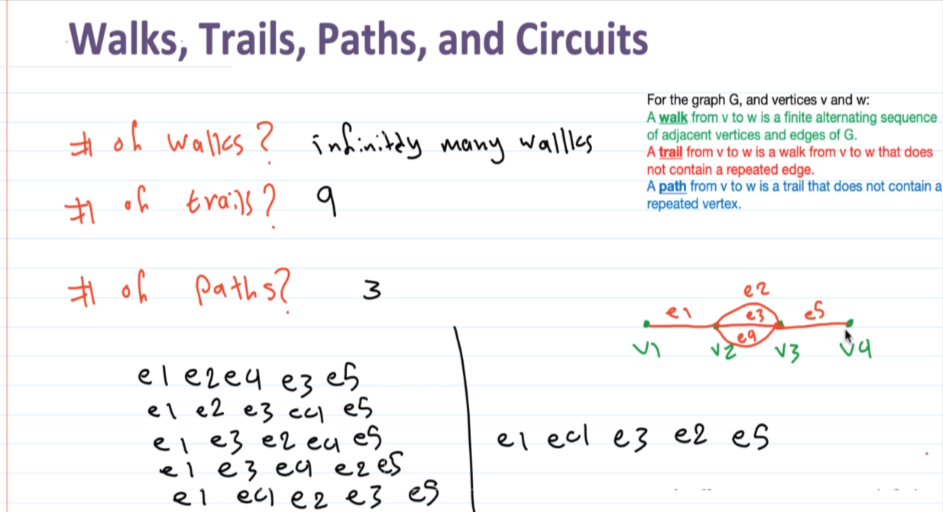 Walks, Trails, Paths, and Circuits
For the graph G, and vertices v and w:
A walk from v to w is a finite alternating sequence
of adjacent vertices and edges of G.
A trail from v to w is a walk from v to w that does
not contain a repeated edge.
A path from v to w is a trail that does not contain a
repeated vertex.
# of walks? infinitely many walks
# of trails? 9
# of paths? 3
e2
e1 e3 e5
e4
v1 v2 v3 v4
e1 e2 e4 e3 e5
e1 e2 e3 e4 e5
e1 e3 e2 e4 e5
e1 e3 e4 e2 e5
e1 e4 e2 e3 e5
e1 e4 e3 e2 e5